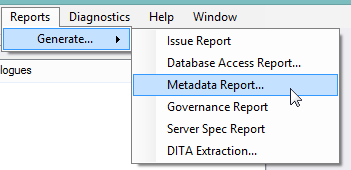 Reports Diagnostics Help Window
Generate...
Issue Report
logues
Database Access Report...
Metadata Report...
Governance Report
Server Spec Report
DITA Extraction...